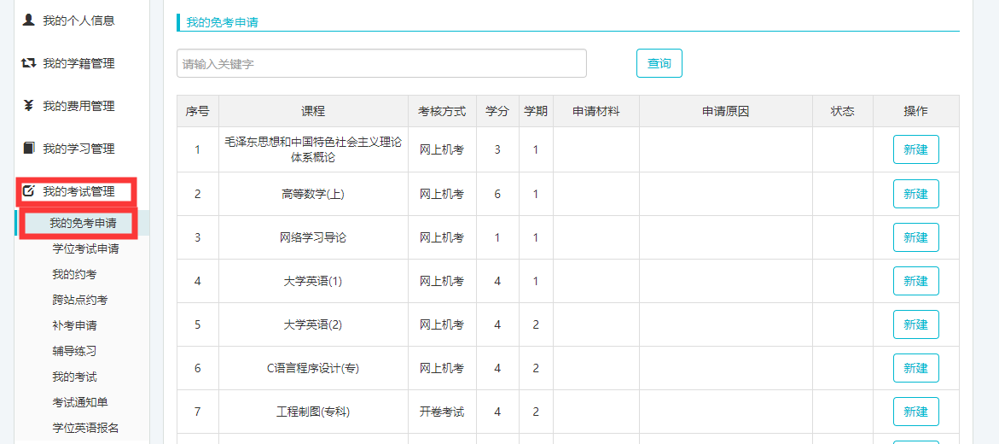 我的个人信息
我的学籍管理
我的费用管理
我的学习管理
我的考试管理
我的免考申请
学位考试申请
我的约考
跨站点约考
补考申请
辅导练习
我的考试
考试通知单
学位英语报名
我的免考申请
请输入关键字 查询
序号 课程 考核方式 学分 学期 申请材料 申请原因 状态 操作
1 毛泽东思想和中国特色社会主义理论 网上机考 3 1 新建
体系概论
2 高等数学(上) 网上机考 6 1 新建
3 网络学习导论 网上机考 1 1 新建
4 大学英语(1) 网上机考 4 1 新建
5 大学英语(2) 网上机考 4 2 新建
6 C语言程序设计(专) 网上机考 4 2 新建
7 工程制图(专科) 开卷考试 4 2 新建